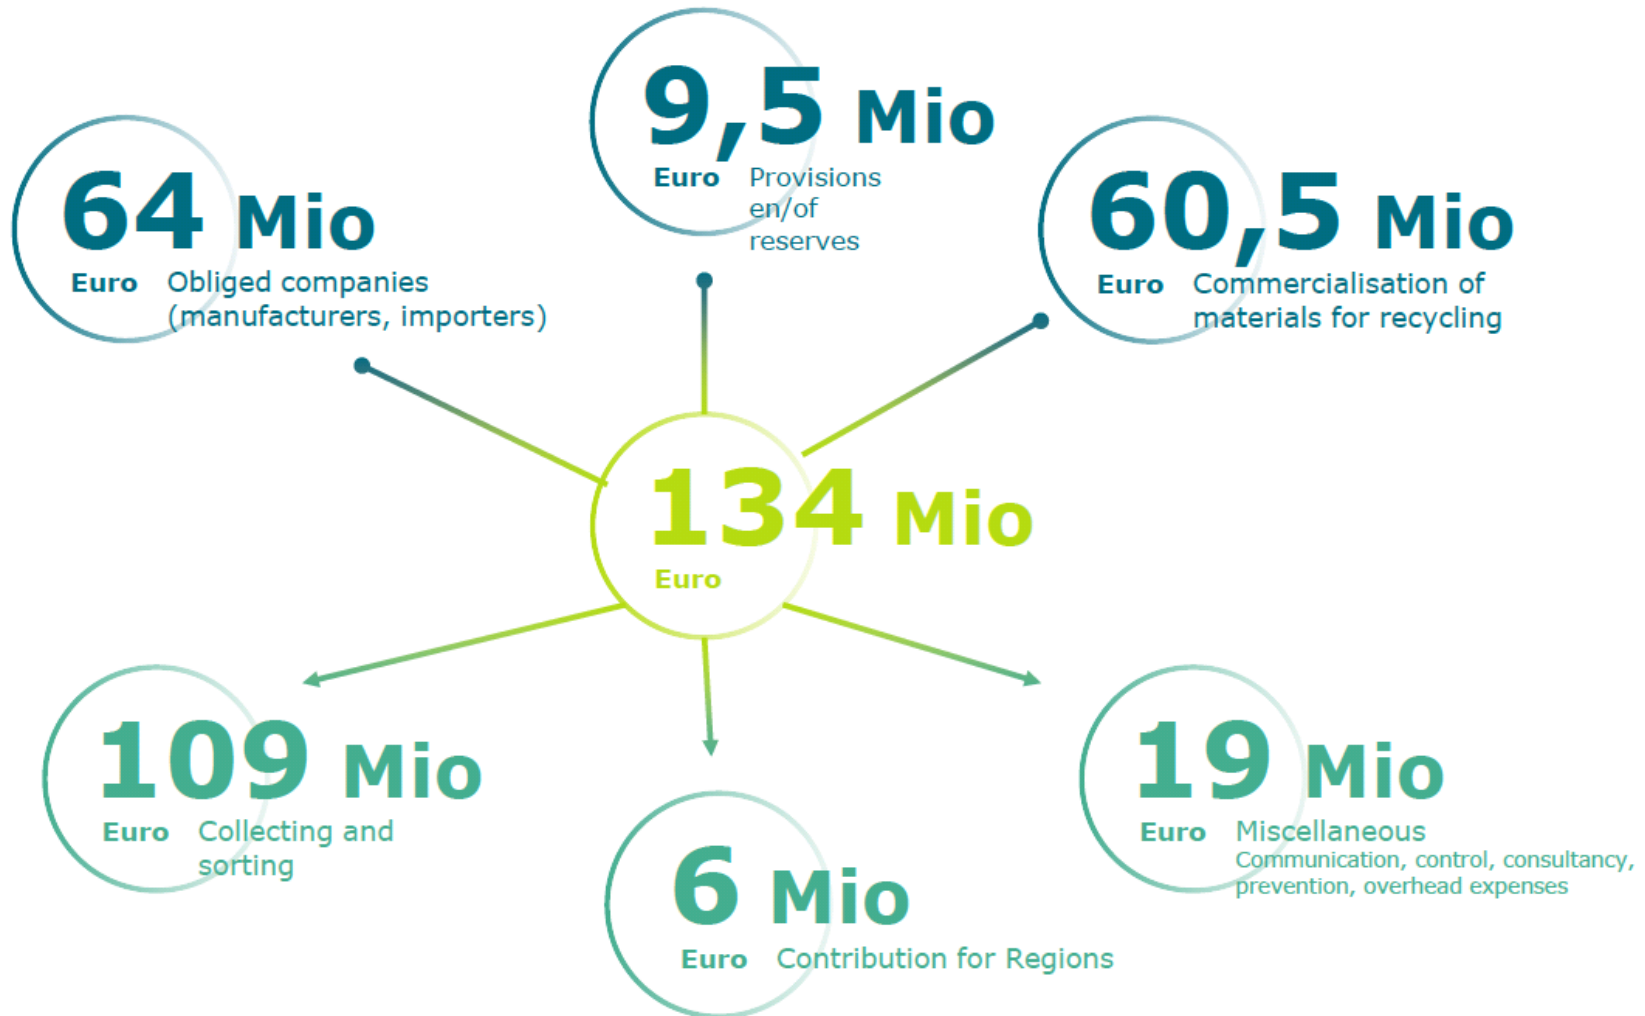 9,5 Mio
Euro Provisions
en/of
reserves
64 Mio
Euro Obliged companies
(manufacturers, importers)
60,5 Mio
Euro Commercialisation of
materials for recycling
134 Mio
Euro
109 Mio
Euro Collecting and
sorting
6 Mio
Euro Contribution for Regions
19 Mio
Euro Miscellaneous
Communication, control, consultancy,
prevention, overhead expenses